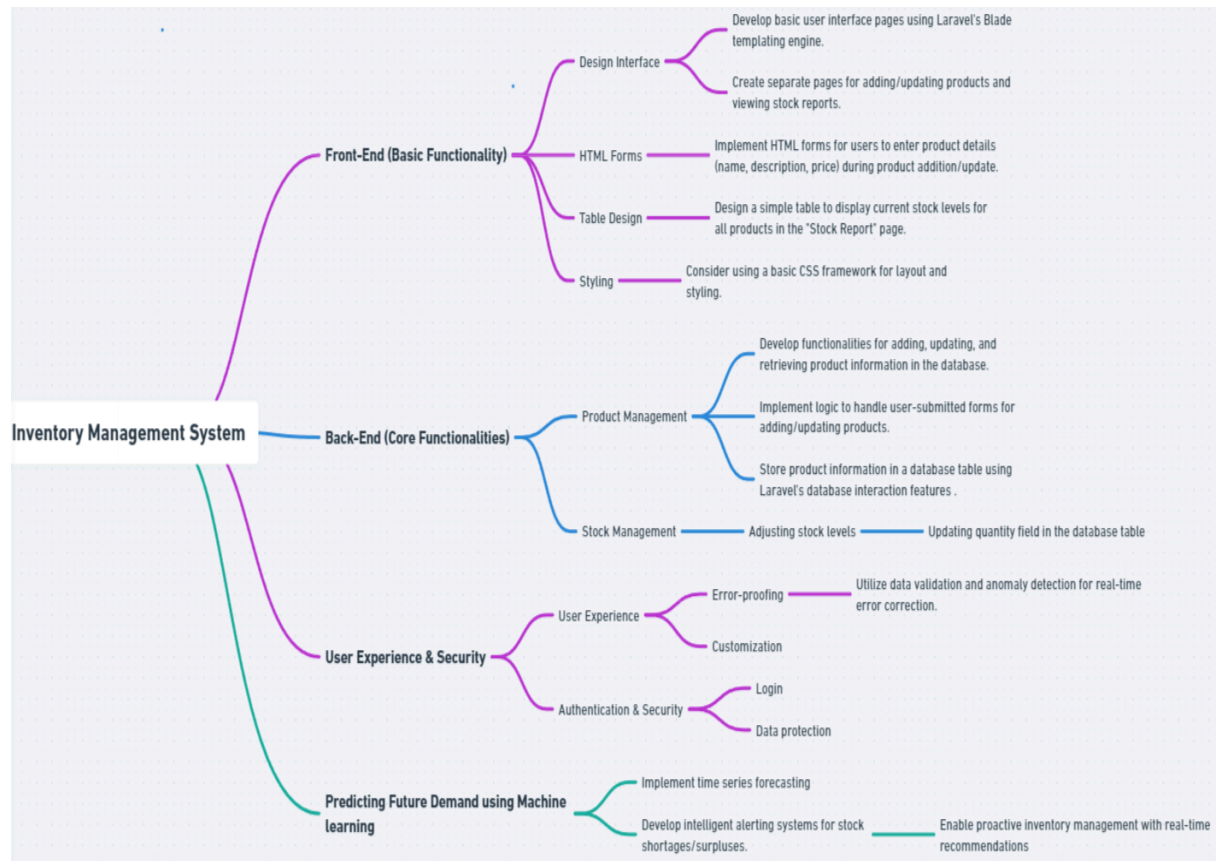 Inventory Management System
Front-End (Basic Functionality)
Design Interface
Develop basic user interface pages using Laravel's Blade
templating engine.
Create separate pages for adding/updating products and
viewing stock reports.
HTML Forms
Implement HTML forms for users to enter product details
(name, description, price) during product addition/update.
Table Design
Design a simple table to display current stock levels for
all products in the "Stock Report" page.
Styling
Consider using a basic CSS framework for layout and
styling.
Back-End (Core Functionalities)
Product Management
Develop functionalities for adding, updating, and
retrieving product information in the database.
Implement logic to handle user-submitted forms for
adding/updating products.
Store product information in a database table using
Laravel's database interaction features .
Stock Management
Adjusting stock levels
Updating quantity field in the database table
User Experience & Security
User Experience
Error-proofing
Utilize data validation and anomaly detection for real-time
error correction.
Customization
Authentication & Security
Login
Data protection
Predicting Future Demand using Machine
learning
Implement time series forecasting
Develop intelligent alerting systems for stock
shortages/surpluses.
Enable proactive inventory management with real-time
recommendations